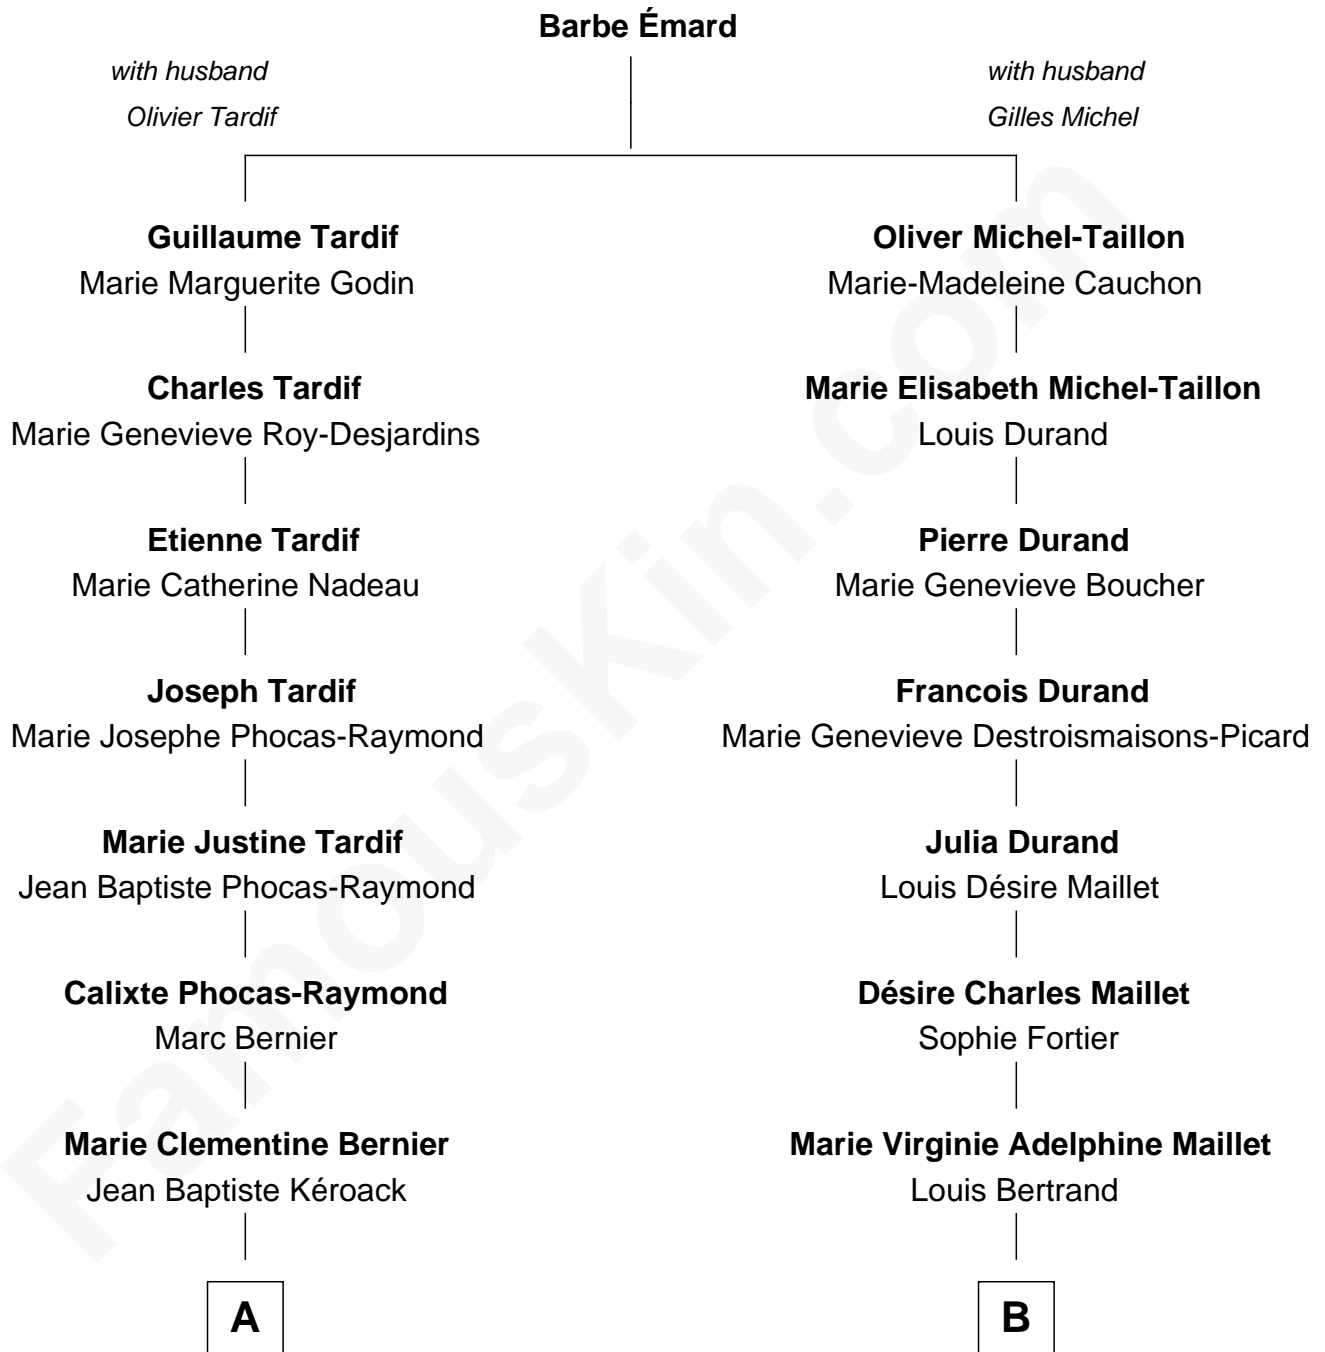 Barbe Émard
with husband
Olivier Tardif
with husband
Gilles Michel
Guillaume Tardif
Marie Marguerite Godin
Charles Tardif
Marie Genevieve Roy-Desjardins
Etienne Tardif
Marie Catherine Nadeau
Joseph Tardif
Marie Josephe Phocas-Raymond
Marie Justine Tardif
Jean Baptiste Phocas-Raymond
Calixte Phocas-Raymond
Marc Bernier
Marie Clementine Bernier
Jean Baptiste Kéroack
A
Oliver Michel-Taillon
Marie-Madeleine Cauchon
Marie Elisabeth Michel-Taillon
Louis Durand
Pierre Durand
Marie Genevieve Boucher
Francois Durand
Marie Genevieve Destroismaisons-Picard
Julia Durand
Louis Désire Maillet
Désire Charles Maillet
Sophie Fortier
Marie Virginie Adelphine Maillet
Louis Bertrand
B
FamousKin.com